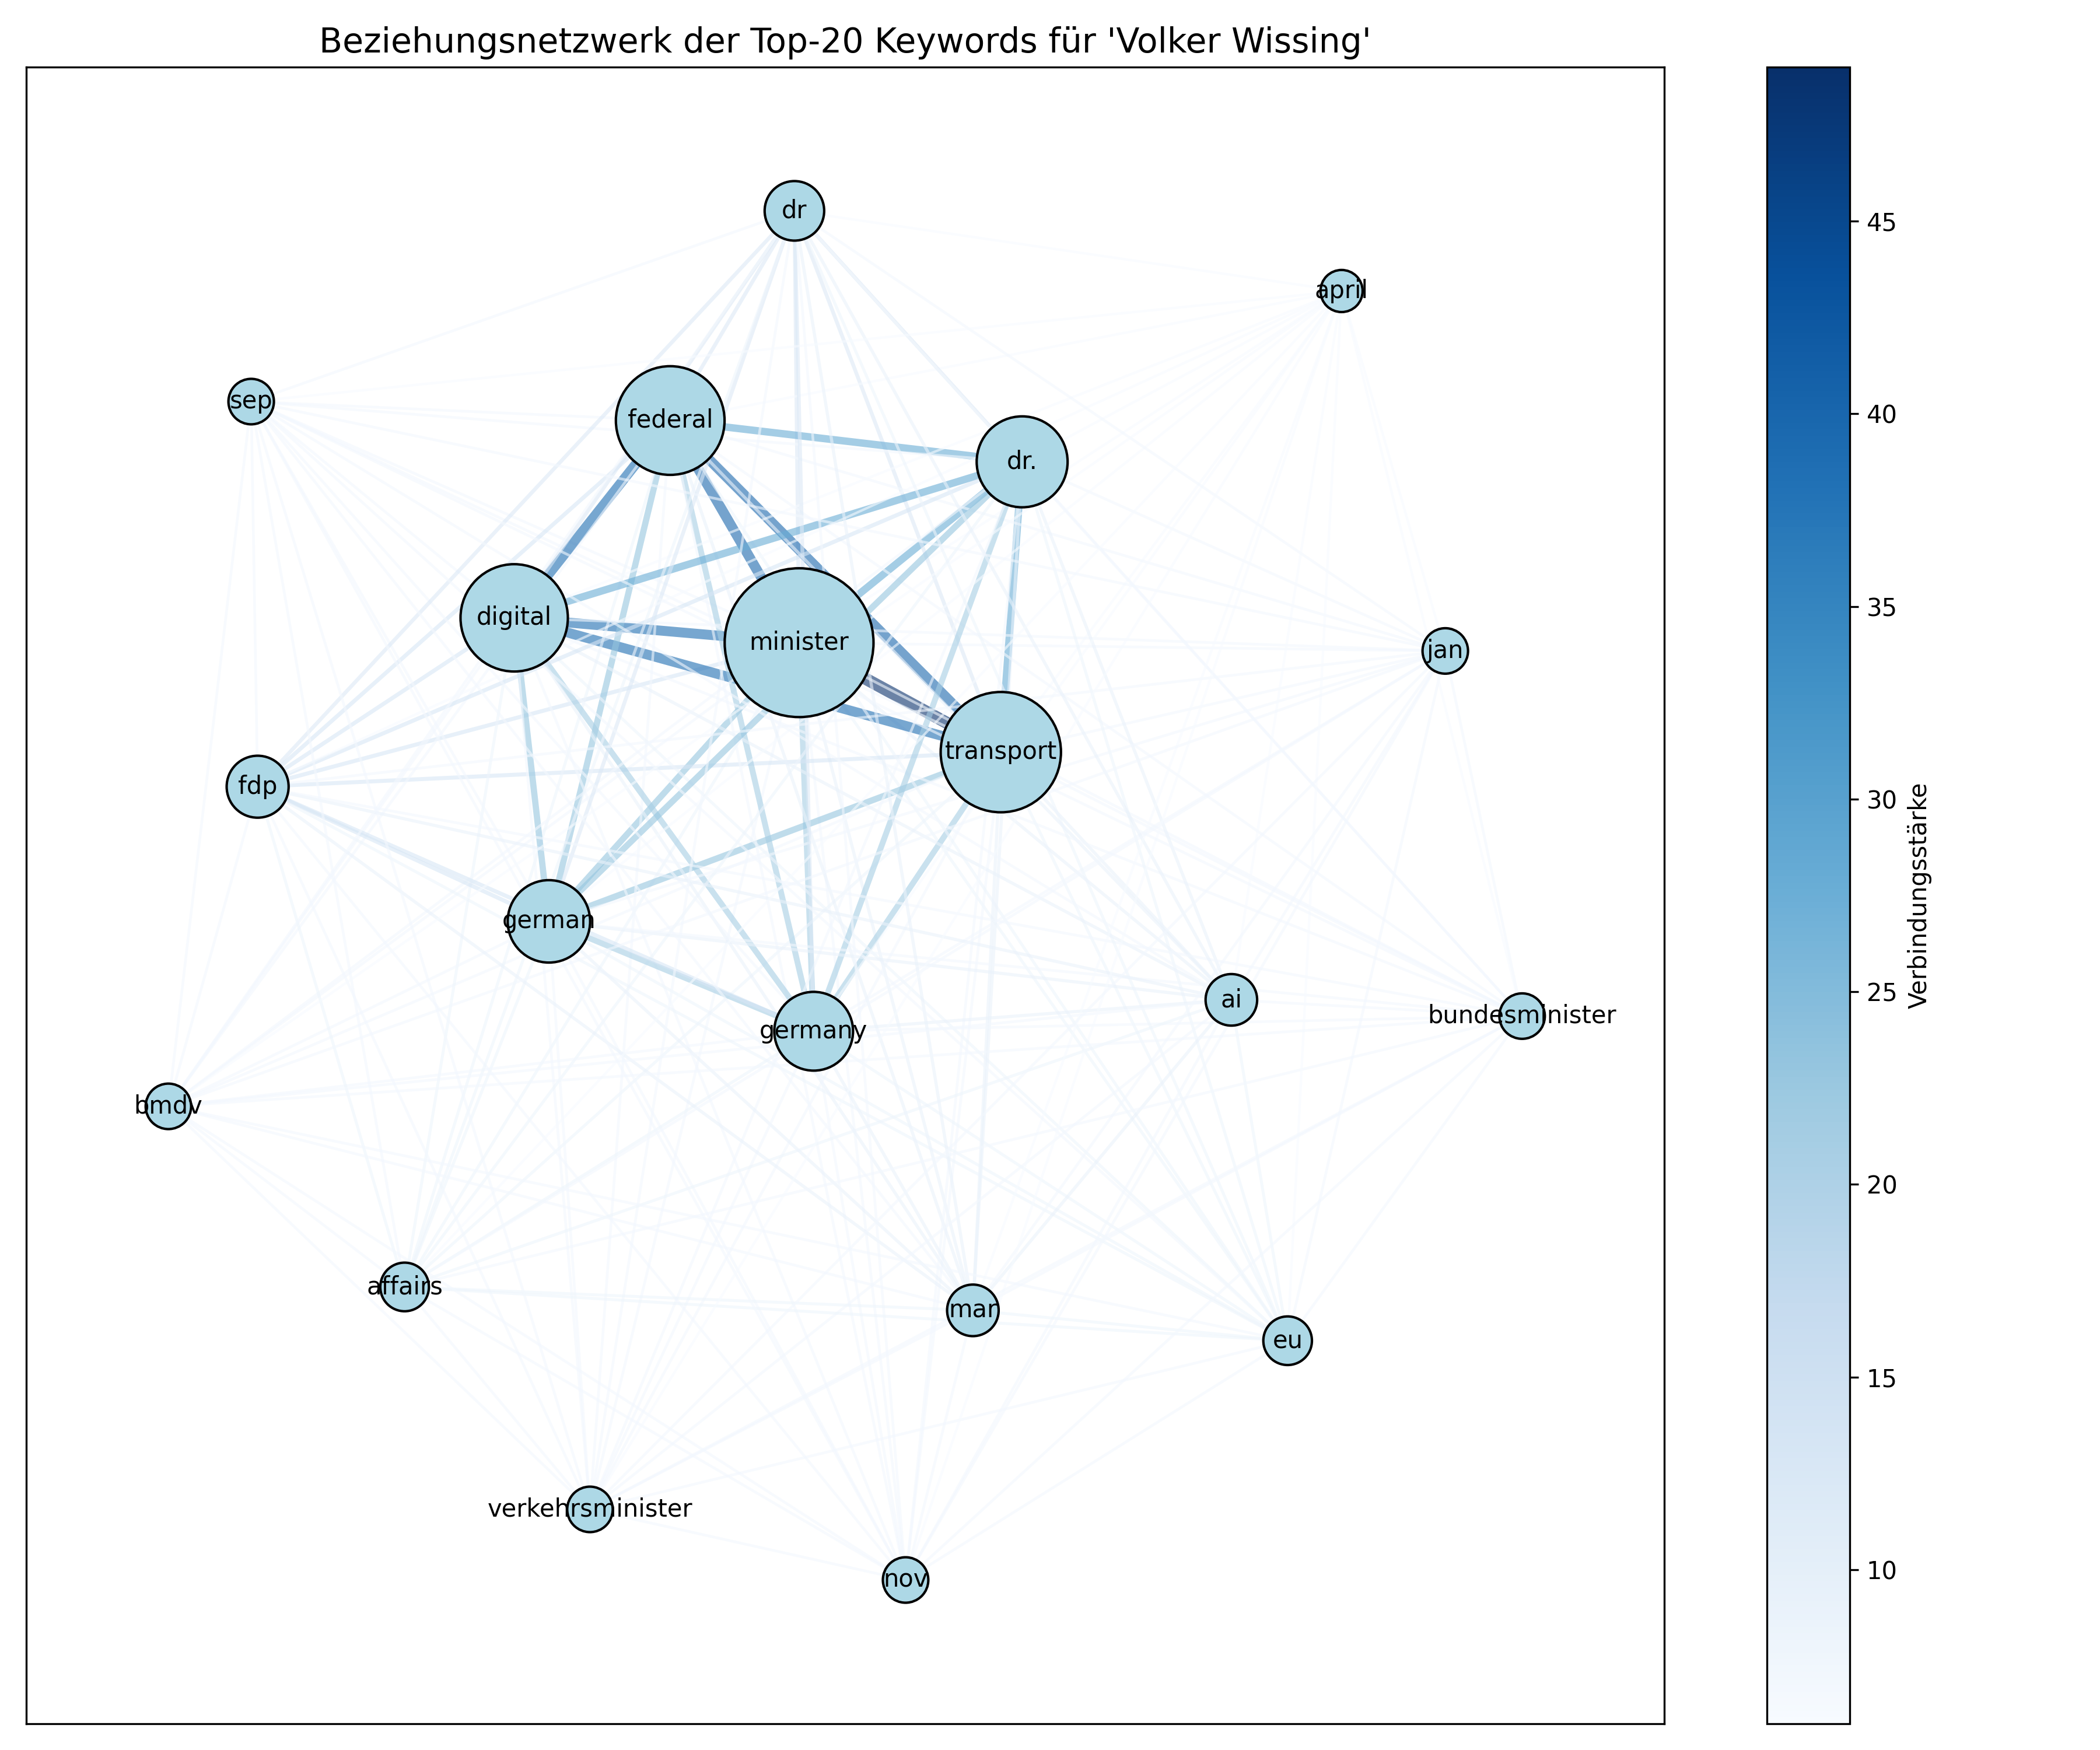 Beziehungsnetzwerk der Top-20 Keywords für 'Volker Wissing'
dr
april
sep
federal
dr.
digital
minister
jan
transport
fdp
german
germany
ai
bundesminister
bmdv
affairs
mar
eu
verkehrsminister
nov
45
40
35
30
25
20
15
10
Verbindungsstärke